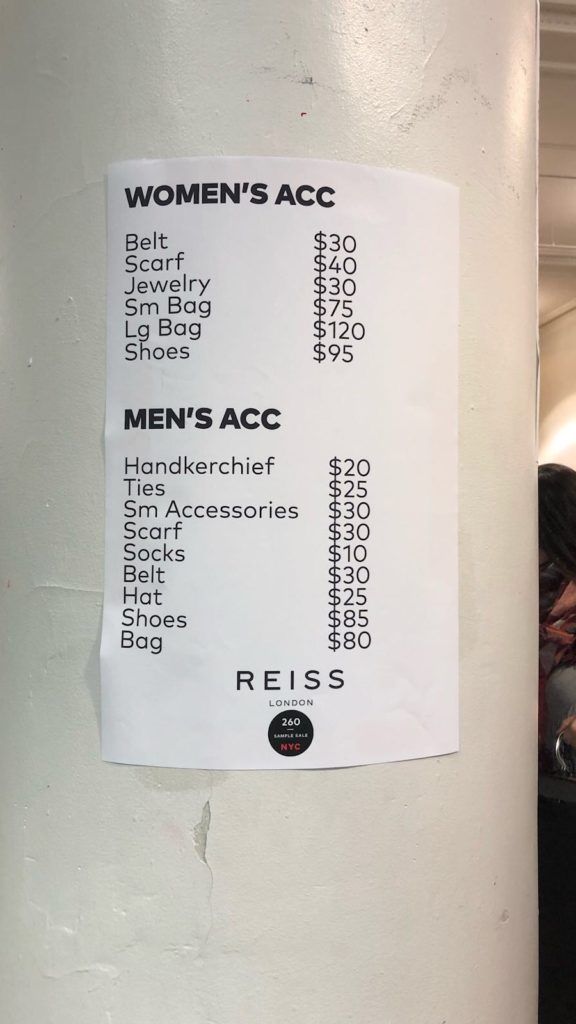 WOMEN'S ACC
Belt $30
Scarf $40
Jewelry $30
Sm Bag $75
Lg Bag $120
Shoes $95
MEN'S ACC
Handkerchief $20
Ties $25
Sm Accessories $30
Scarf $30
Socks $10
Belt $30
Hat $25
Shoes $85
Bag $80
REISS
LONDON
260
SAMPLE SALE
NYC